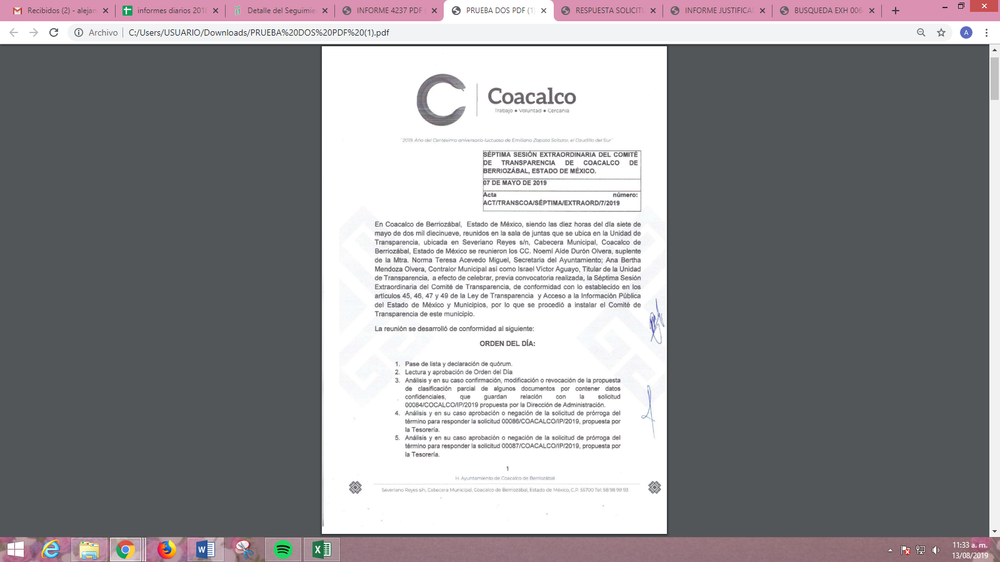 Recibidos (2) - alejan
informes diarios 2018
Detalle del Seguimie
INFORME 4237 PDF (
PRUEBA DOS PDF (1)
RESPUESTA SOLICITU
INFORME JUSTIFICA
BUSQUEDA EXH 006
Archivo
C:/Users/USUARIO/Downloads/PRUEBA%20DOS%20PDF%20(1).pdf
A
Coacalco
Trabajo ♦ Voluntad ♦ Cercanía
"2019. Año del Centésimo aniversario luctuoso de Emiliano Zapata Salazar, el Caudillo del Sur"
SÉPTIMA SESIÓN EXTRAORDINARIA DEL COMITÉ
DE TRANSPARENCIA DE COACALCO DE
BERRIOZÁBAL, ESTADO DE MÉXICO.
07 DE MAYO DE 2019
Acta número:
ACT/TRANSCOA/SÉPTIMA/EXTRAORD/7/2019
En Coacalco de Berriozábal, Estado de México, siendo las diez horas del día siete de
mayo de dos mil diecinueve, reunidos en la sala de juntas que se ubica en la Unidad de
Transparencia, ubicada en Severiano Reyes s/n, Cabecera Municipal, Coacalco de
Berriozábal, Estado de México se reunieron los CC. Noemí Aíde Durón Olvera, suplente
de la Mtra. Norma Teresa Acevedo Miguel, Secretaria del Ayuntamiento; Ana Bertha
Mendoza Olvera, Contralor Municipal así como Israel Víctor Aguayo, Titular de la Unidad
de Transparencia, a efecto de celebrar, previa convocatoria realizada, la Séptima Sesión
Extraordinaria del Comité de Transparencia, de conformidad con lo establecido en los
artículos 45, 46, 47 y 49 de la Ley de Transparencia y Acceso a la Información Pública
del Estado de México y Municipios, por lo que se procedió a instalar el Comité de
Transparencia de este municipio.
La reunión se desarrolló de conformidad al siguiente:
ORDEN DEL DÍA:
1. Pase de lista y declaración de quórum.
2. Lectura y aprobación de Orden del Día
3. Análisis y en su caso confirmación, modificación o revocación de la propuesta
de clasificación parcial de algunos documentos por contener datos
confidenciales, que guardan relación con la solicitud
00084/COCALCO/IP/2019 propuesta por la Dirección de Administración.
4. Análisis y en su caso aprobación o negación de la solicitud de prórroga del
término para responder la solicitud 00086/COACALCO/IP/2019, propuesta por
la Tesorería.
5. Análisis y en su caso aprobación o negación de la solicitud de prórroga del
término para responder la solicitud 00087/COACALCO/IP/2019, propuesta por
la Tesorería.
1
H. Ayuntamiento de Coacalco de Berriozábal
Severiano Reyes s/n, Cabecera Municipal, Coacalco de Berriozábal, Estado de México, C.P. 55700 Tel: 58 98 99 93
11:33 a. m.
13/08/2019